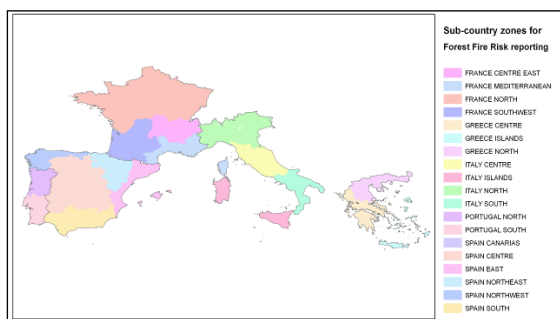 Sub-country zones for
Forest Fire Risk reporting
FRANCE CENTRE EAST
FRANCE MEDITERRANEAN
FRANCE NORTH
FRANCE SOUTHWEST
GREECE CENTRE
GREECE ISLANDS
GREECE NORTH
ITALY CENTRE
ITALY ISLANDS
ITALY NORTH
ITALY SOUTH
PORTUGAL NORTH
PORTUGAL SOUTH
SPAIN CANARIAS
SPAIN CENTRE
SPAIN EAST
SPAIN NORTHEAST
SPAIN NORTHWEST
SPAIN SOUTH